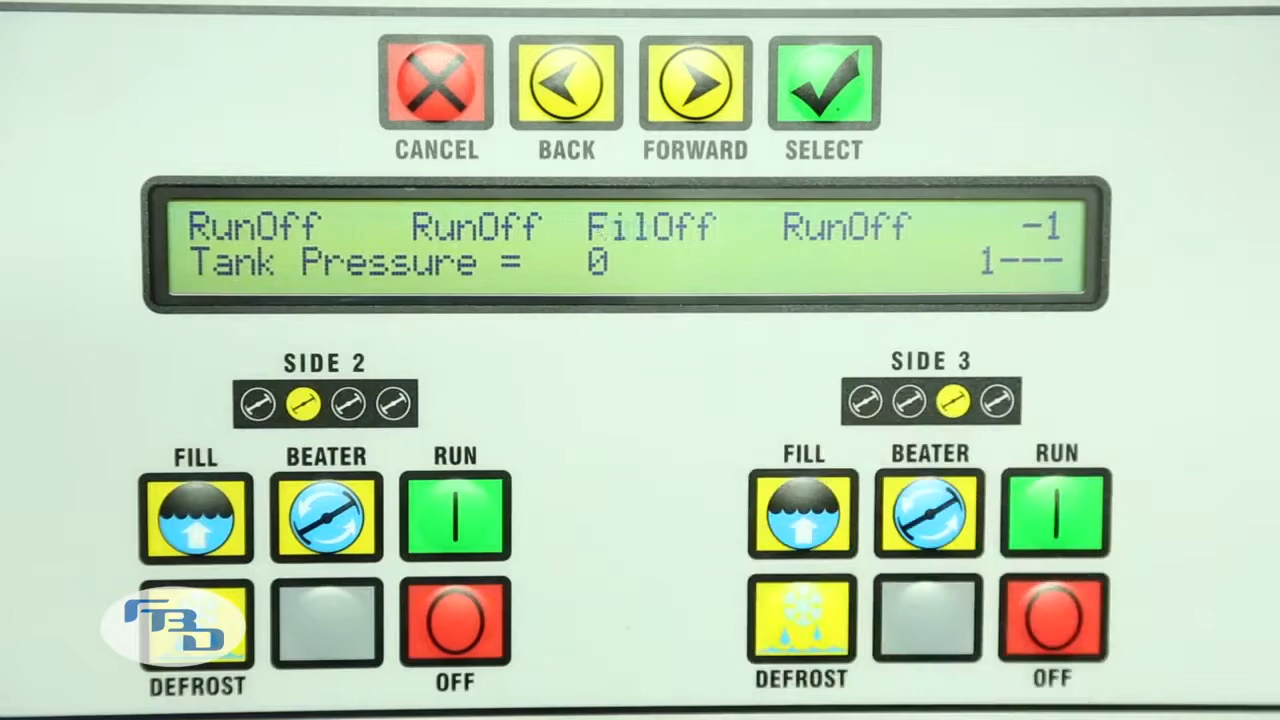 CANCEL BACK FORWARD SELECT
RunOff RunOff FilOff RunOff -1
Tank Pressure = 0 1---
SIDE 2
SIDE 3
FILL BEATER RUN
FILL BEATER RUN
DEFROST OFF
DEFROST OFF
FBD